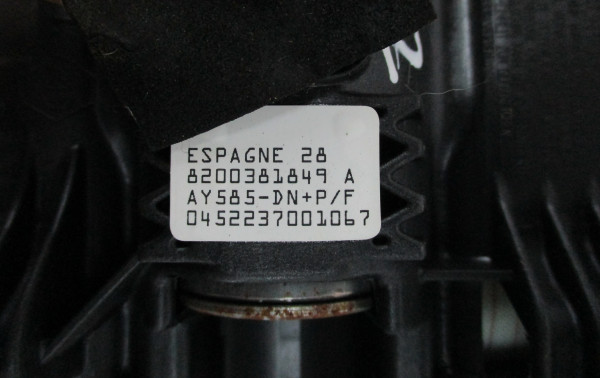 ESPAGNE 28
8200381849 A
AY585-DN+P/F
0452237001067